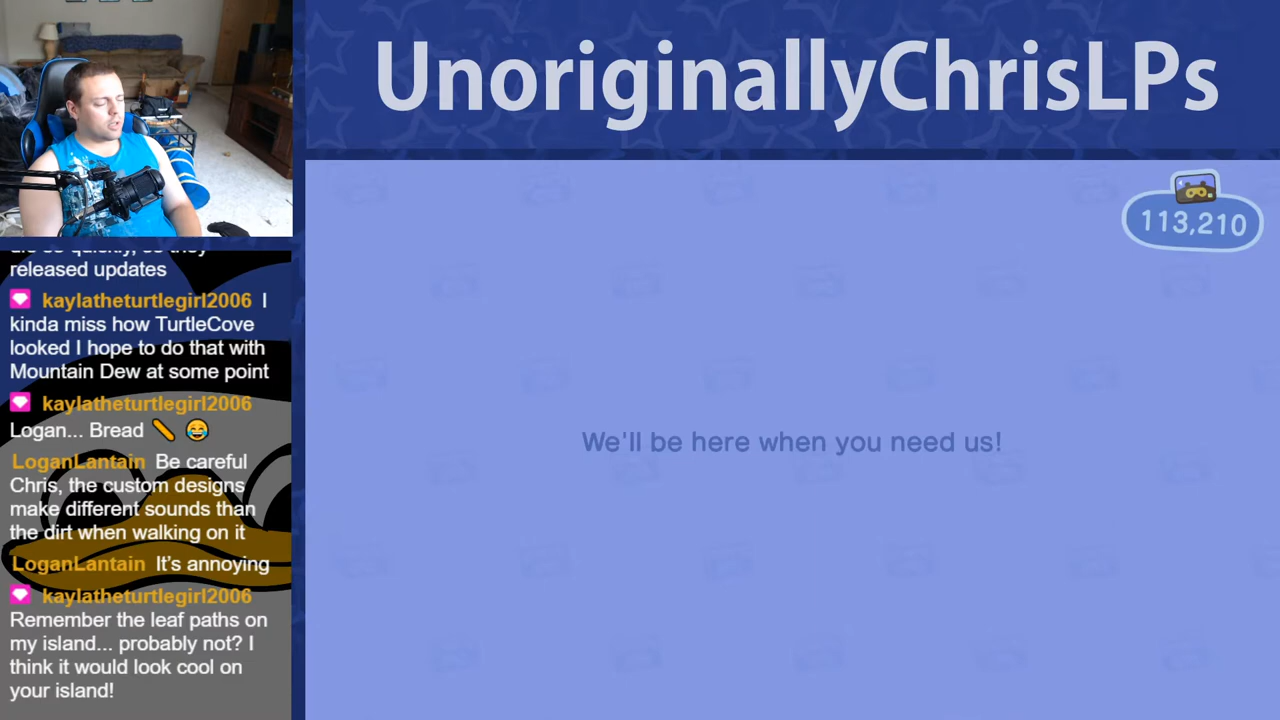 UnoriginallyChrisLPs
113,210
We'll be here when you need us!
released updates
kaylatheturtlegirl2006 I
kinda miss how TurtleCove
looked I hope to do that with
Mountain Dew at some point
kaylatheturtlegirl2006
Logan... Bread 🥖 😂
LoganLantain Be careful
Chris, the custom designs
make different sounds than
the dirt when walking on it
LoganLantain It's annoying
kaylatheturtlegirl2006
Remember the leaf paths on
my island... probably not? I
think it would look cool on
your island!